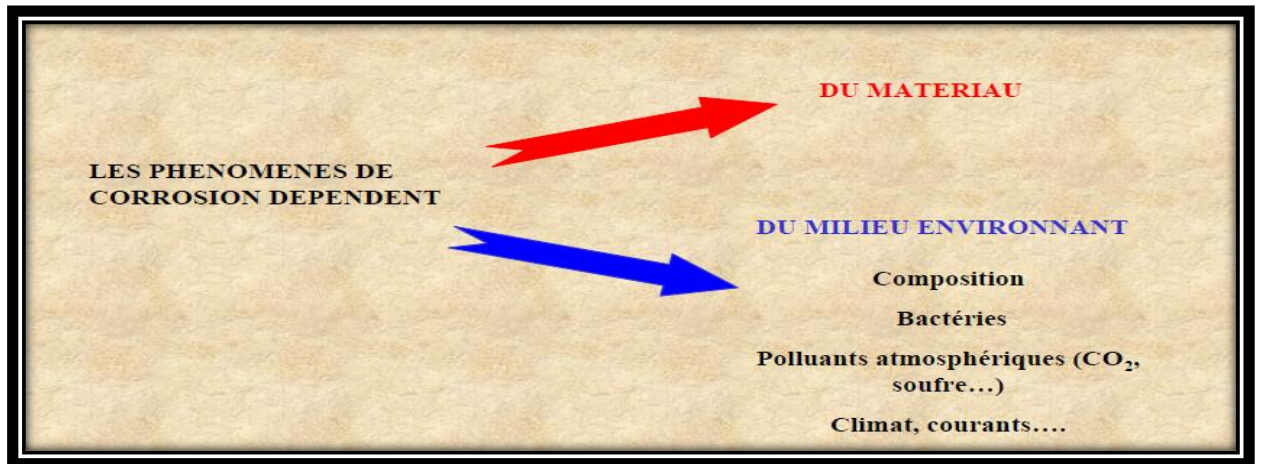 DU MATERIAU
LES PHENOMENES DE
CORROSION DEPENDENT
DU MILIEU ENVIRONNANT
Composition
Bactéries
Polluants atmosphériques (CO₂,
soufre…)
Climat, courants….